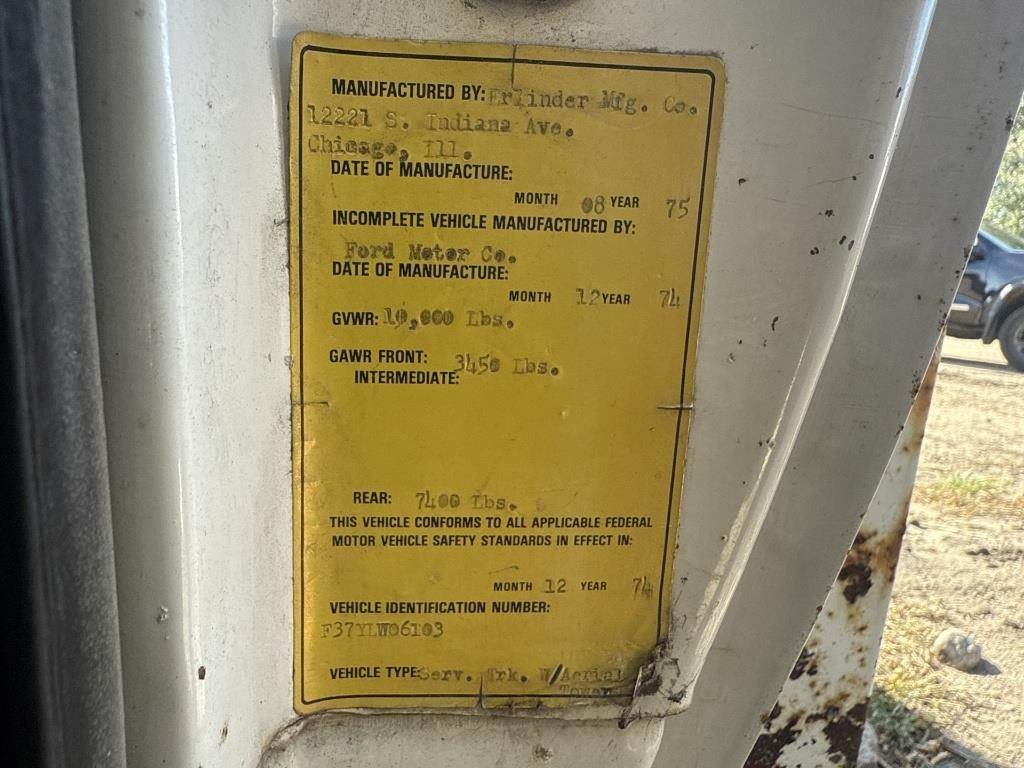 MANUFACTURED BY: Erlinder Mfg. Co.
12221 S. Indiana Ave.
Chicago, Ill.
DATE OF MANUFACTURE:
MONTH 08 YEAR 75
INCOMPLETE VEHICLE MANUFACTURED BY:
Ford Motor Co.
DATE OF MANUFACTURE:
MONTH 12 YEAR 74
GVWR: 10,000 Lbs.
GAWR FRONT: 3450 Lbs.
INTERMEDIATE:
REAR: 7400 Lbs.
THIS VEHICLE CONFORMS TO ALL APPLICABLE FEDERAL
MOTOR VEHICLE SAFETY STANDARDS IN EFFECT IN:
MONTH 12 YEAR 74
VEHICLE IDENTIFICATION NUMBER:
F37YLW06103
VEHICLE TYPE: Serv. Trk. W/Aerial
Tower